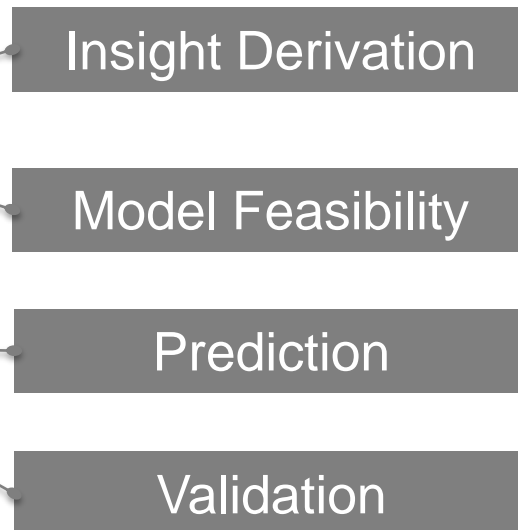 Insight Derivation
Model Feasibility
Prediction
Validation